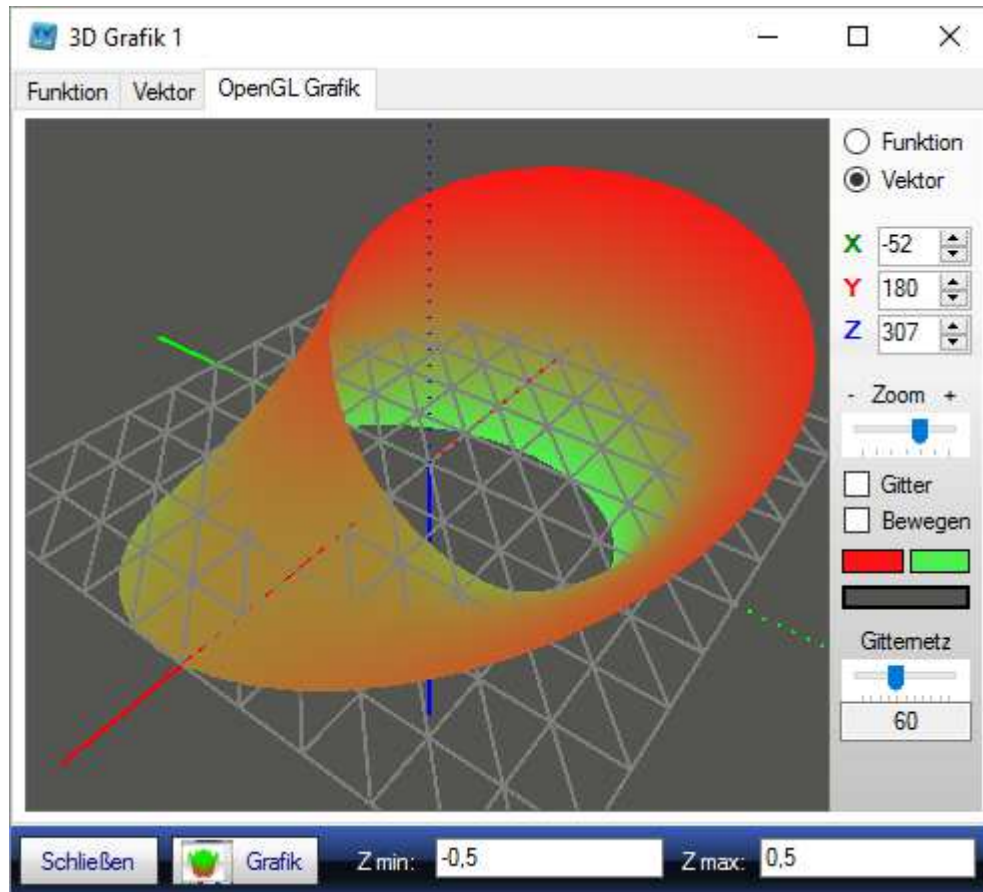 3D Grafik 1
Funktion Vektor OpenGL Grafik
Funktion
Vektor
X -52
Y 180
Z 307
- Zoom +
Gitter
Bewegen
Gitternetz
60
Schließen Grafik Z min: -0,5 Z max: 0,5